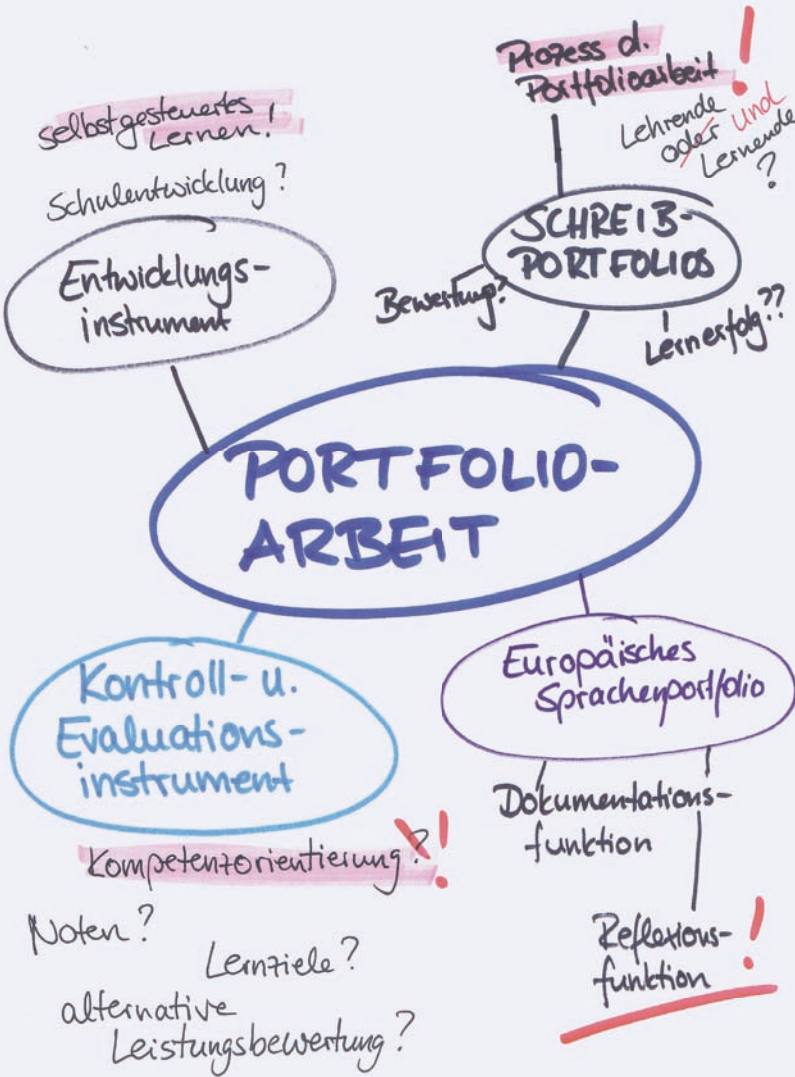 selbstgesteuertes
Lernen!
Schulentwicklung?
Entwicklungs-
instrument
Prozess d.
Portfolioarbeit!
Lehrende
oder und
Lernende
?
SCHREIB-
PORTFOLIOS
Bewertung?
Lernerfolg??
PORTFOLIO-
ARBEIT
Kontroll- u.
Evaluations-
instrument
Kompetenzorientierung?!
Noten?
Lernziele?
alternative
Leistungsbewertung?
Europäisches
Sprachenportfolio
Dokumentations-
funktion
Reflexions-
funktion!